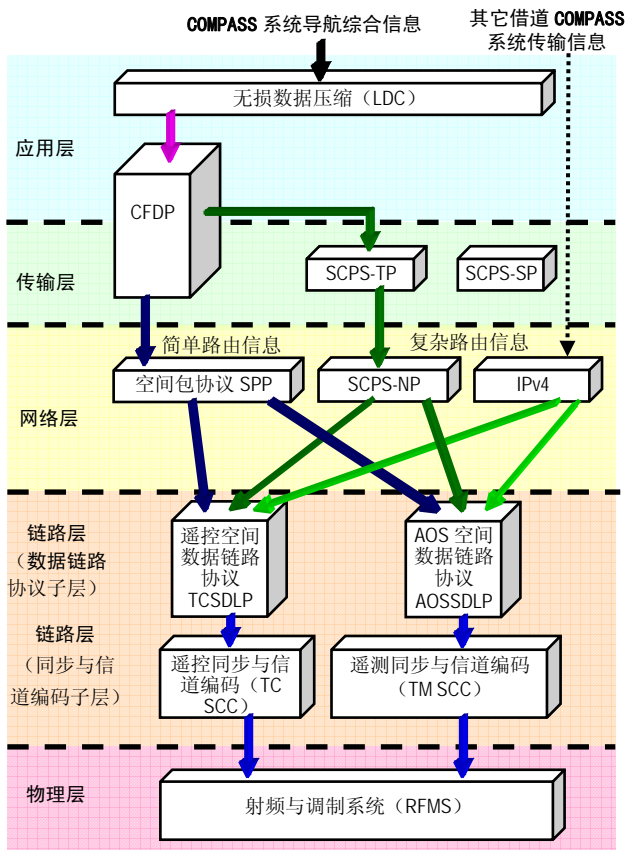 COMPASS 系统导航综合信息
其它借道 COMPASS
系统传输信息
无损数据压缩（LDC）
应用层
CFDP
传输层
SCPS-TP
SCPS-SP
简单路由信息
复杂路由信息
空间包协议 SPP
SCPS-NP
IPv4
网络层
链路层
（数据链路
协议子层）
遥控空间
数据链路
协议
TCSDLP
AOS 空间
数据链路
协议
AOSSDLP
链路层
（同步与信
道编码子层）
遥控同步与信
道编码（TC
SCC）
遥测同步与信道编码
（TM SCC）
物理层
射频与调制系统（RFMS）